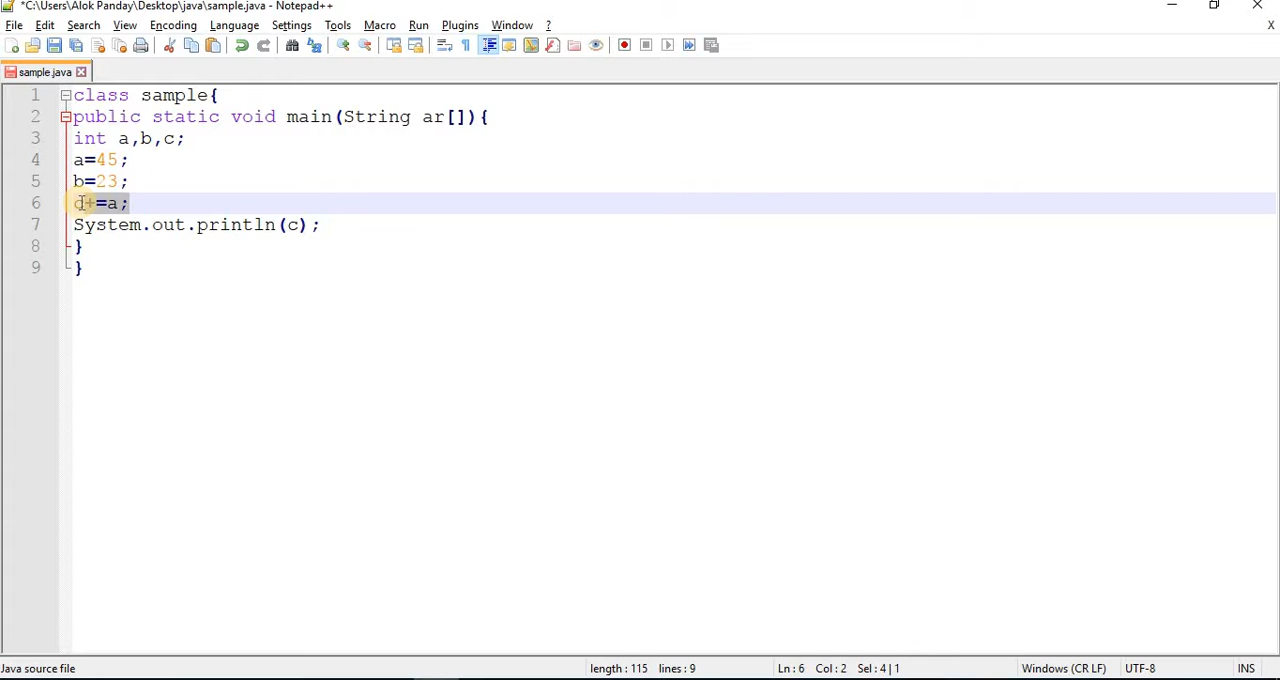 *C:\Users\Alok Panday\Desktop\java\sample.java - Notepad++
File Edit Search View Encoding Language Settings Tools Macro Run Plugins Window ? X
sample.java
1 class sample{
2 public static void main(String ar[]){
3 int a,b,c;
4 a=45;
5 b=23;
6 c+=a;
7 System.out.println(c);
8 }
9 }
Java source file length : 115 lines : 9 Ln : 6 Col : 2 Sel : 4 | 1 Windows (CR LF) UTF-8 INS